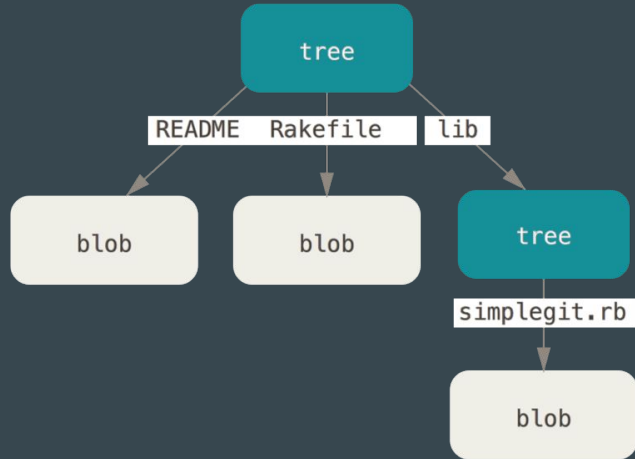 tree
README Rakefile lib
blob blob tree
simplegit.rb
blob